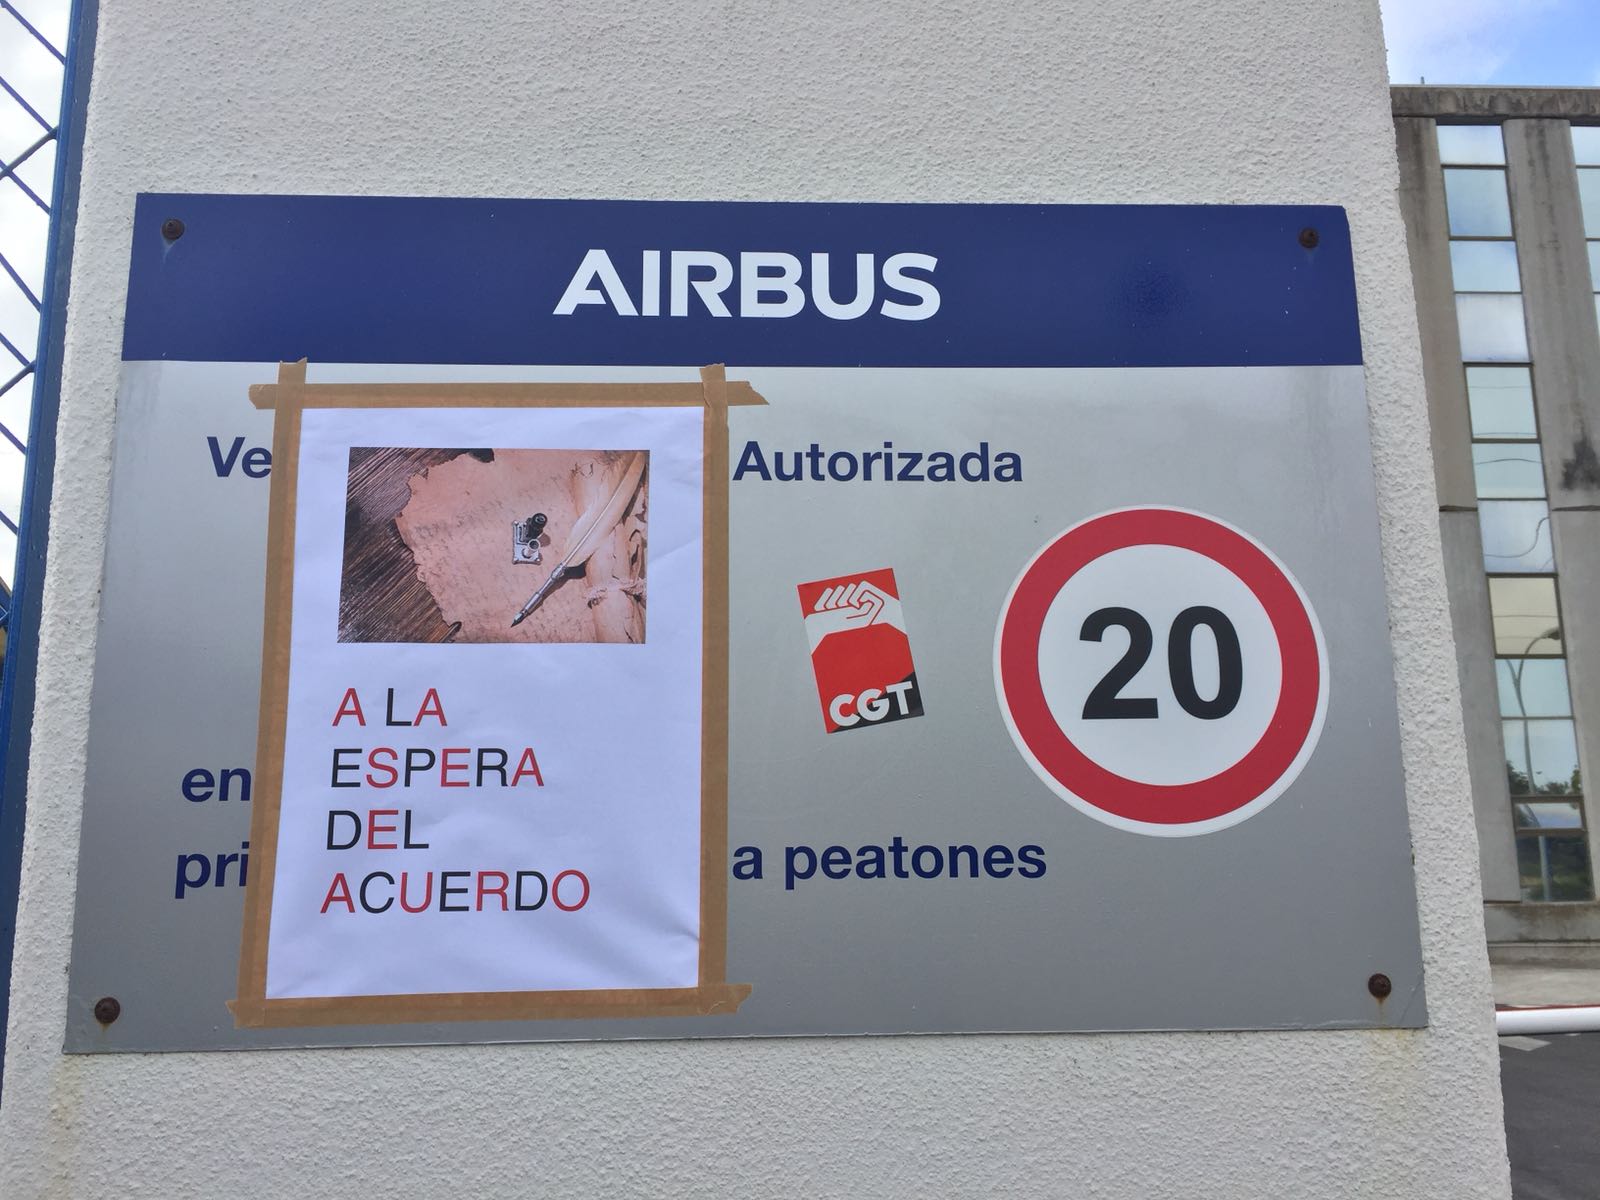 AIRBUS
Ve
Autorizada
A LA
ESPERA
DEL
ACUERDO
CGT
20
en
pri
a peatones